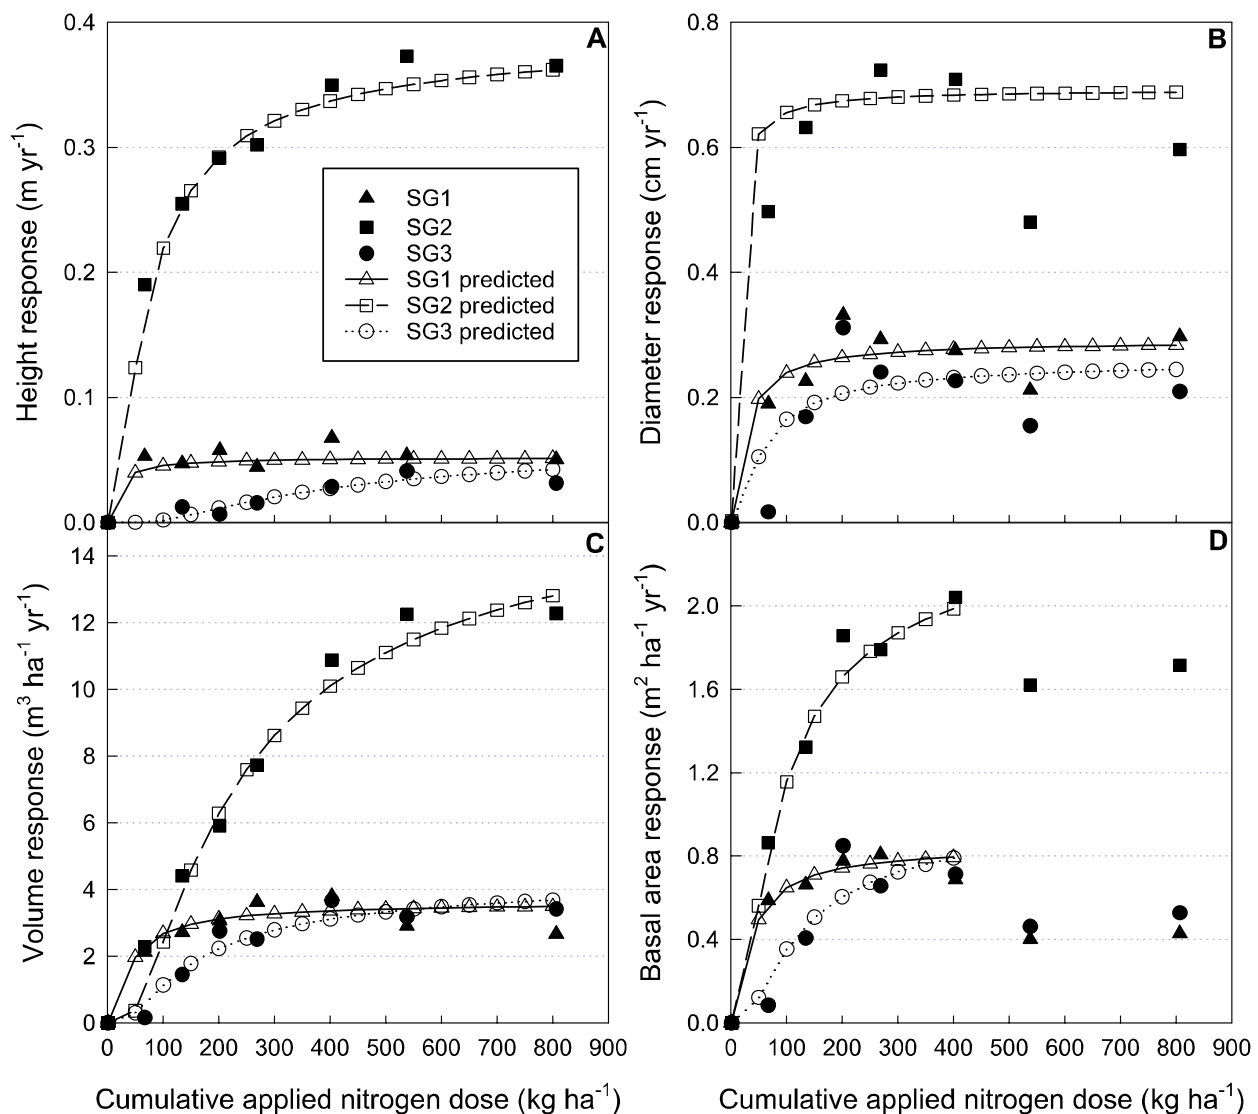 0.4
0.3
0.2
0.1
0.0
Height response (m yr⁻¹)
A
SG1
SG2
SG3
SG1 predicted
SG2 predicted
SG3 predicted
0.8
0.6
0.4
0.2
0.0
Diameter response (cm yr⁻¹)
B
14
12
10
8
6
4
2
0
Volume response (m³ ha⁻¹ yr⁻¹)
C
0 100 200 300 400 500 600 700 800 900
Cumulative applied nitrogen dose (kg ha⁻¹)
2.0
1.6
1.2
0.8
0.4
0.0
Basal area response (m² ha⁻¹ yr⁻¹)
D
0 100 200 300 400 500 600 700 800 900
Cumulative applied nitrogen dose (kg ha⁻¹)